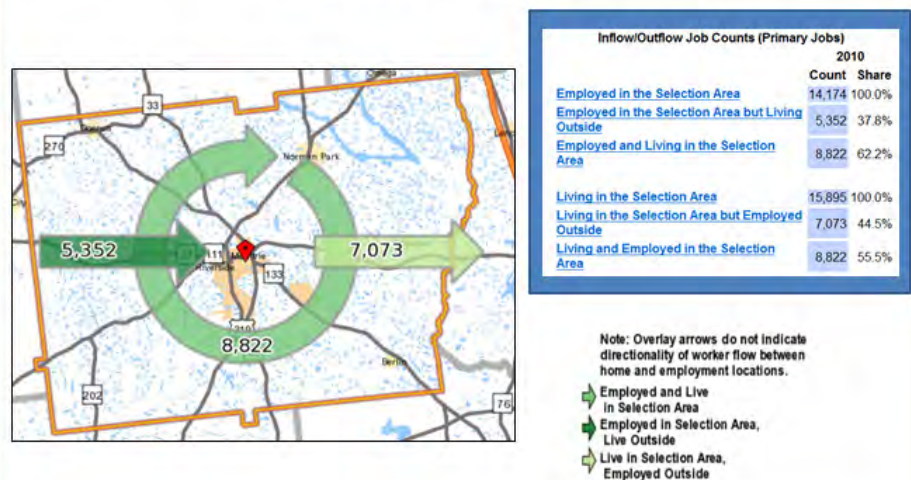 Inflow/Outflow Job Counts (Primary Jobs)
2010
Count Share
Employed in the Selection Area 14,174 100.0%
Employed in the Selection Area but Living
Outside 5,352 37.8%
Employed and Living in the Selection
Area 8,822 62.2%
Living in the Selection Area 15,895 100.0%
Living in the Selection Area but Employed
Outside 7,073 44.5%
Living and Employed in the Selection
Area 8,822 55.5%
33
270
Norman Park
City
5,352
111
Riverside
7,073
133
8,822
Berlin
202
76
Note: Overlay arrows do not indicate
directionality of worker flow between
home and employment locations.
Employed and Live
in Selection Area
Employed in Selection Area,
Live Outside
Live in Selection Area,
Employed Outside